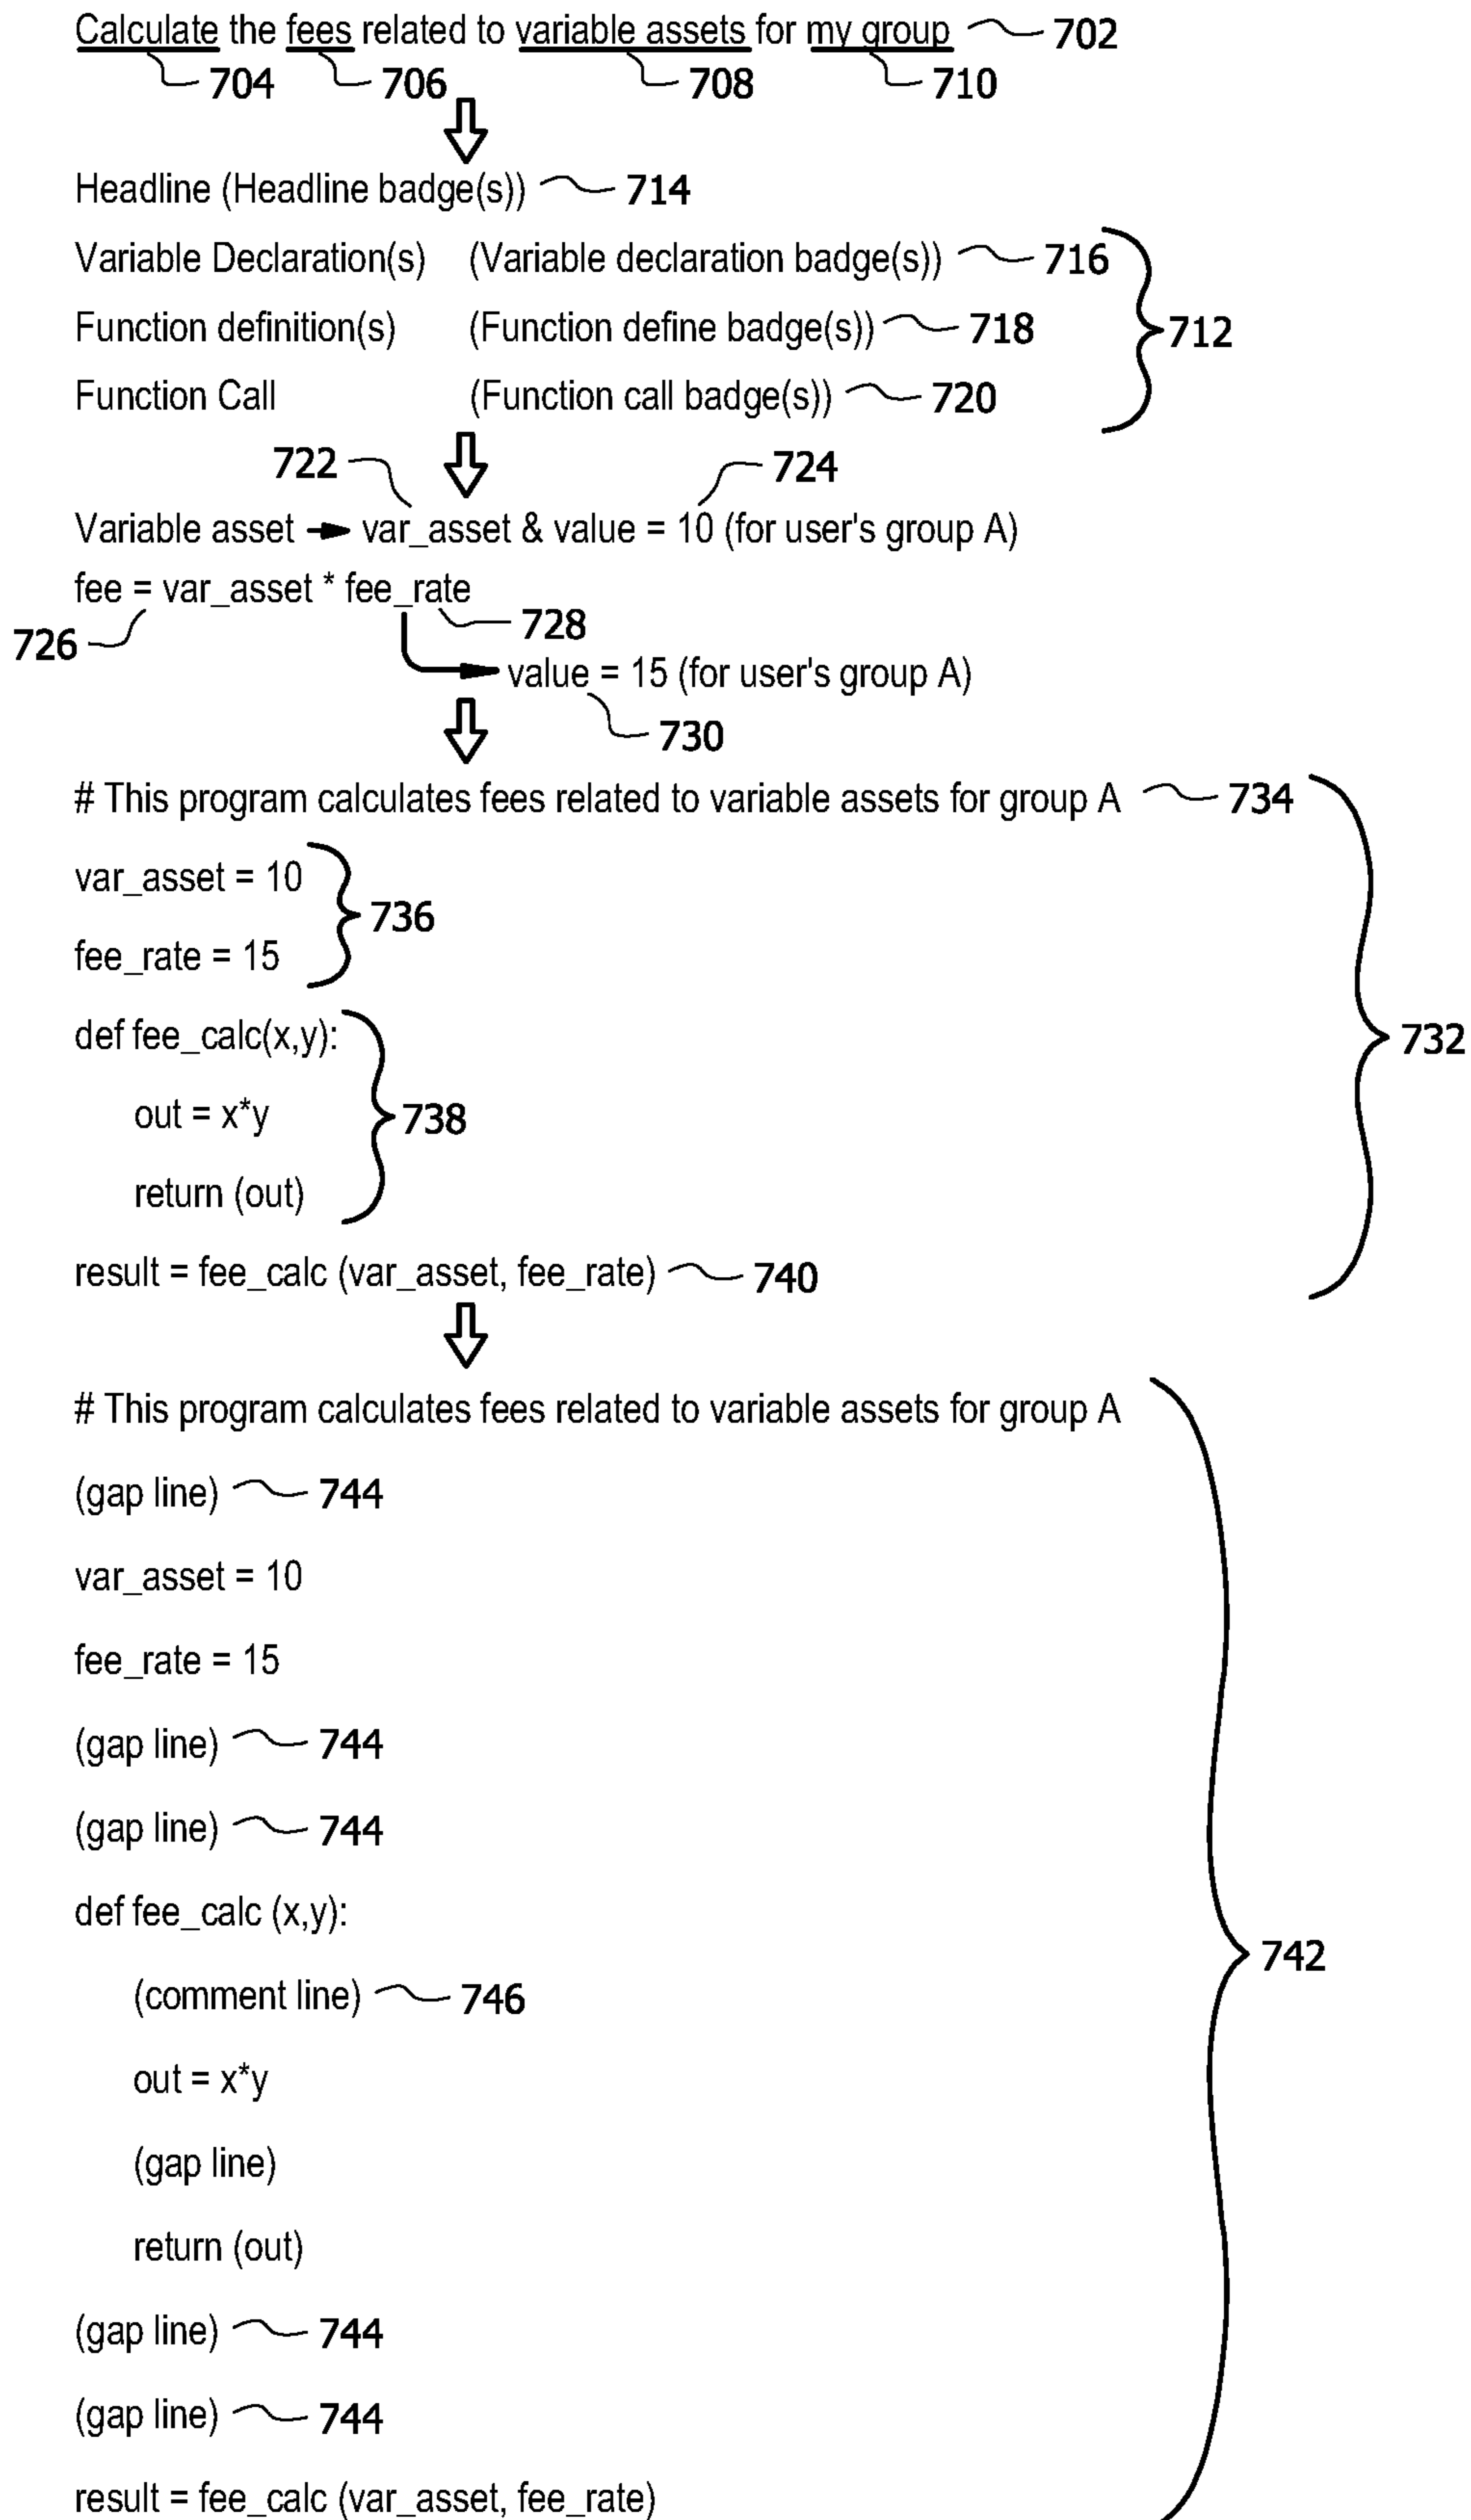 Calculate the fees related to variable assets for my group 702
704 706 708 710
Headline (Headline badge(s)) 714
Variable Declaration(s) (Variable declaration badge(s)) 716
Function definition(s) (Function define badge(s)) 718 712
Function Call (Function call badge(s)) 720
722 724
Variable asset → var_asset & value = 10 (for user's group A)
fee = var_asset * fee_rate
726 728
value = 15 (for user's group A)
730
# This program calculates fees related to variable assets for group A 734
var_asset = 10
736
fee_rate = 15
def fee_calc(x,y): 732
out = x*y 738
return (out)
result = fee_calc (var_asset, fee_rate) 740
# This program calculates fees related to variable assets for group A
(gap line) 744
var_asset = 10
fee_rate = 15
(gap line) 744
(gap line) 744
def fee_calc (x,y):
742
(comment line) 746
out = x*y
(gap line)
return (out)
(gap line) 744
(gap line) 744
result = fee_calc (var_asset, fee_rate)